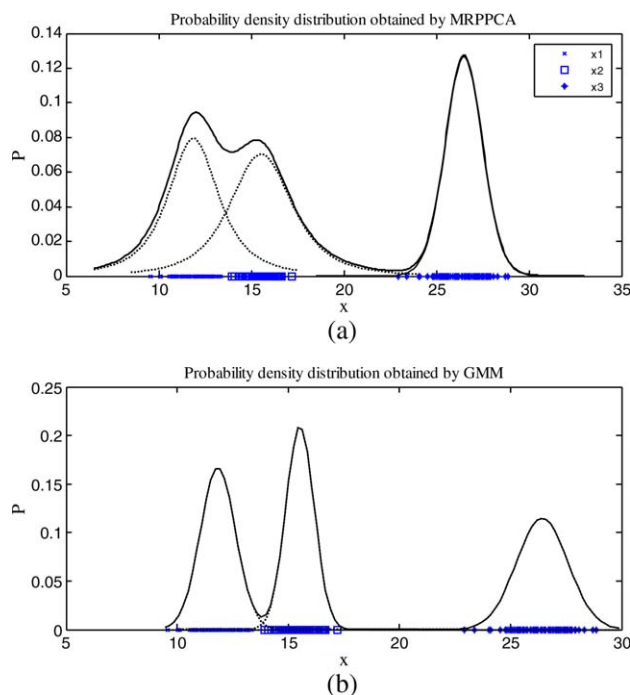 Probability density distribution obtained by MRPPCA
0.14
0.12
0.1
0.08
0.06
0.04
0.02
0
P
x1
x2
x3
5 10 15 20 25 30 35
x
(a)
Probability density distribution obtained by GMM
0.25
0.2
0.15
0.1
0.05
0
P
5 10 15 20 25 30
x
(b)